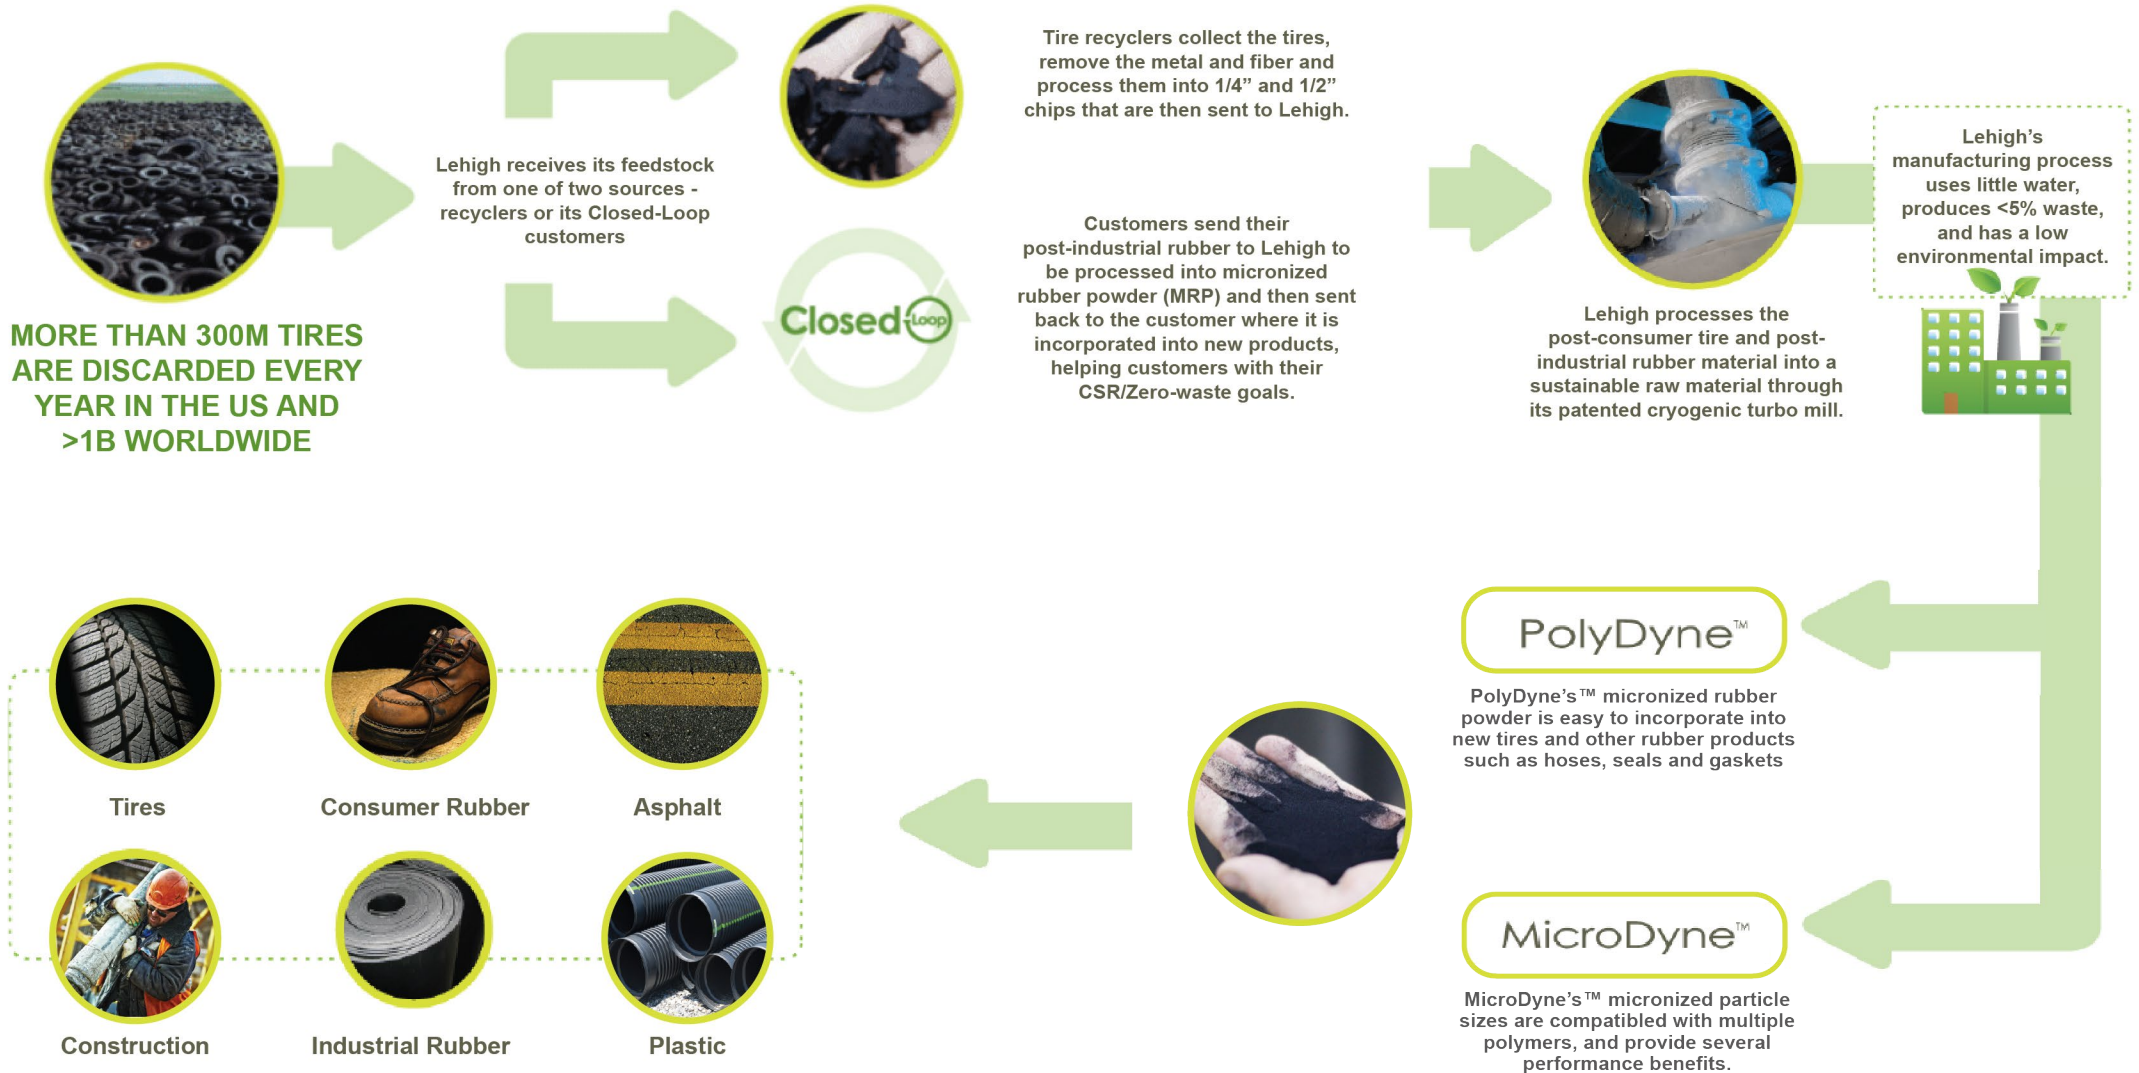 MORE THAN 300M TIRES
ARE DISCARDED EVERY
YEAR IN THE US AND
>1B WORLDWIDE
Lehigh receives its feedstock
from one of two sources -
recyclers or its Closed-Loop
customers
Tire recyclers collect the tires,
remove the metal and fiber and
process them into 1/4” and 1/2”
chips that are then sent to Lehigh.
Closed-Loop
Customers send their
post-industrial rubber to Lehigh to
be processed into micronized
rubber powder (MRP) and then sent
back to the customer where it is
incorporated into new products,
helping customers with their
CSR/Zero-waste goals.
Lehigh processes the
post-consumer tire and post-
industrial rubber material into a
sustainable raw material through
its patented cryogenic turbo mill.
Lehigh’s
manufacturing process
uses little water,
produces <5% waste,
and has a low
environmental impact.
PolyDyne™
PolyDyne’s™ micronized rubber
powder is easy to incorporate into
new tires and other rubber products
such as hoses, seals and gaskets
MicroDyne™
MicroDyne’s™ micronized particle
sizes are compatibled with multiple
polymers, and provide several
performance benefits.
Tires
Consumer Rubber
Asphalt
Construction
Industrial Rubber
Plastic